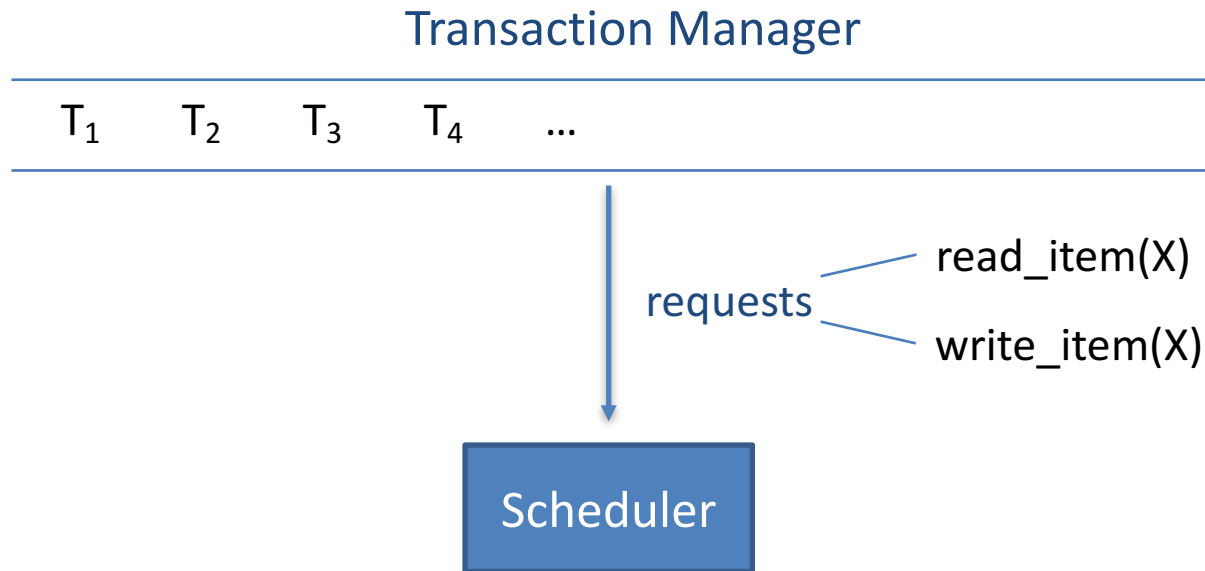 Transaction Manager
T₁ T₂ T₃ T₄ ...
read_item(X)
requests
write_item(X)
Scheduler